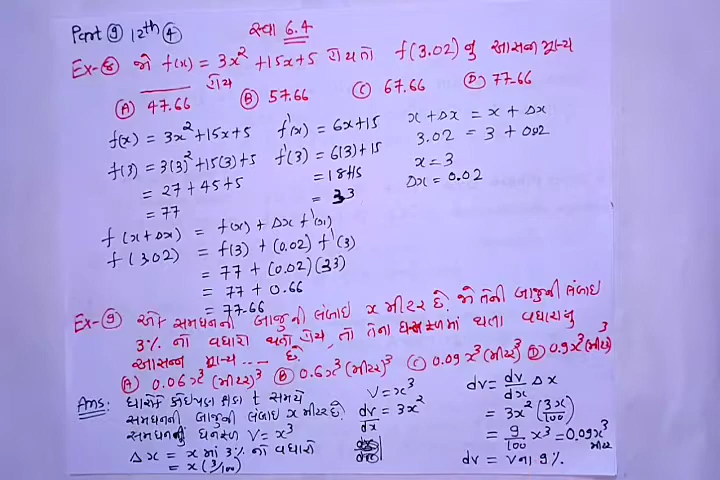 Part ⑨ 12th ④ સ્વા 6.4
Ex-⑧ જો f(x) = 3x² + 15x + 5 હોય તો f(3.02) નું આસન્ન મૂલ્ય
____ હોય
Ⓐ 47.66 Ⓑ 57.66 Ⓒ 67.66 Ⓓ 77.66
f(x) = 3x² + 15x + 5
f(3) = 3(3)² + 15(3) + 5
= 27 + 45 + 5
= 77
f'(x) = 6x + 15
f'(3) = 6(3) + 15
= 18 + 15
= 33
x + Δx = x + Δx
3.02 = 3 + 0.02
x = 3
Δx = 0.02
f(x + Δx) = f(x) + Δx f'(x)
f(3.02) = f(3) + (0.02) f'(3)
= 77 + (0.02)(33)
= 77 + 0.66
= 77.66
Ex-⑨ એક સમઘનની બાજુની લંબાઈ x મીટર છે. જો તેની બાજુની લંબાઈ
3% નો વધારો થતો હોય, તો તેના ઘનફળમાં થતા વધારાનું
આસન્ન મૂલ્ય .... છે.
Ⓐ 0.06x³ (મીટર)³ Ⓑ 0.6x³ (મીટર)³ Ⓒ 0.09x³ (મીટર)³ Ⓓ 0.9x³ (મીટર)³
Ans: ધારો કે કોઈપણ t સમયે
સમઘનની બાજુની લંબાઈ x મીટર છે.
સમઘનનું ઘનફળ V = x³
Δx = x માં 3% નો વધારો
= x(3/100)
V = x³
dv/dx = 3x²
dv = dv/dx Δx
= 3x² (3x/100)
= 9/100 x³ = 0.09x³
મીટર
dv = v ના 9%.